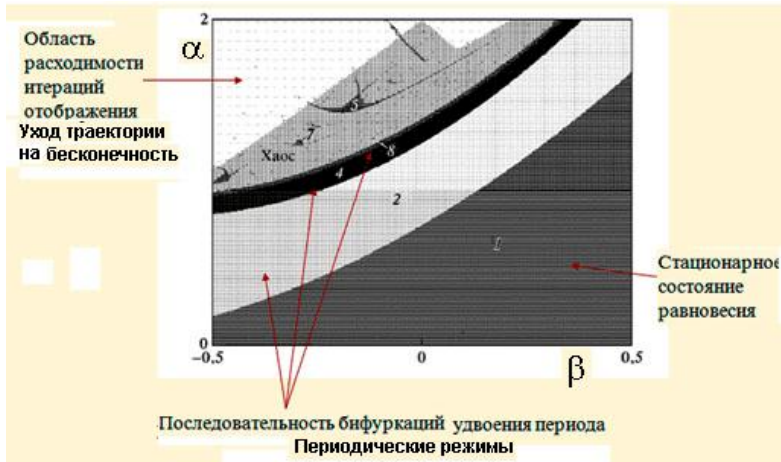 2
α
Область
расходимости
итераций
отображения
Уход траектории
на бесконечность
5
7
8
Хаос
4
2
1
Стационарное
состояние
равновесия
0
–0,5
0
0,5
β
Последовательность бифуркаций удвоения периода
Периодические режимы